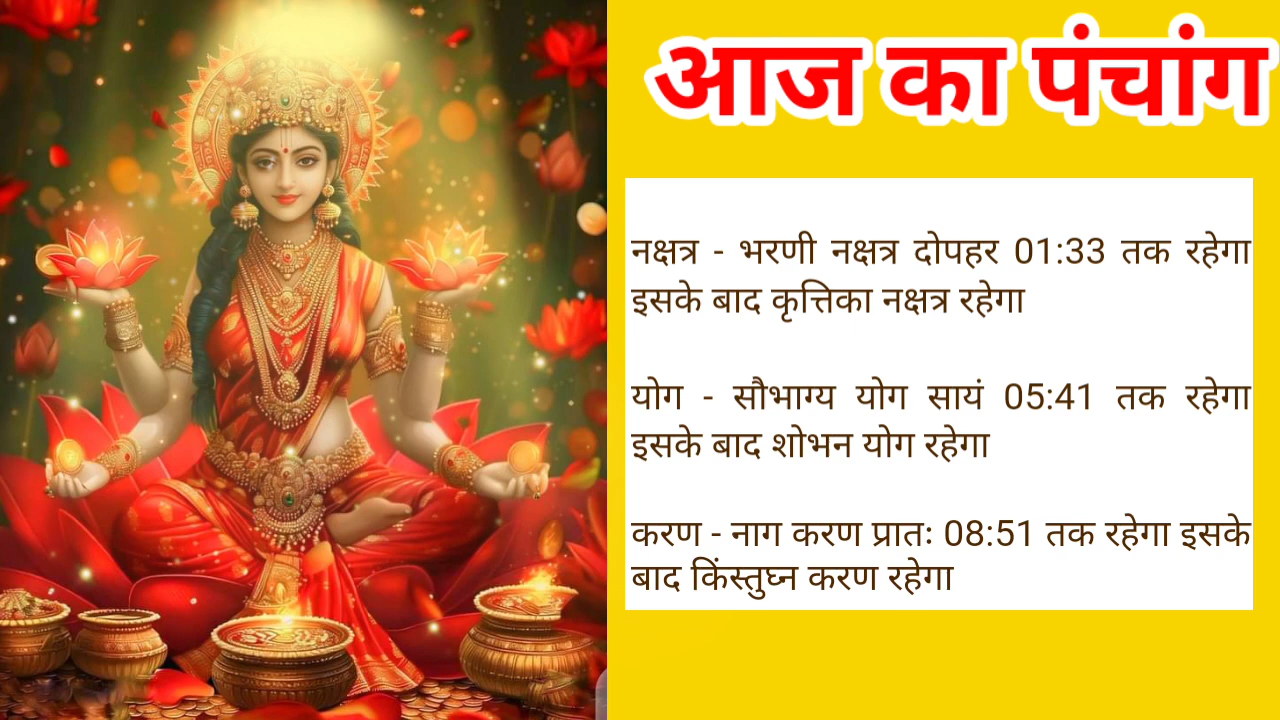 आज का पंचांग
नक्षत्र - भरणी नक्षत्र दोपहर 01:33 तक रहेगा
इसके बाद कृत्तिका नक्षत्र रहेगा
योग - सौभाग्य योग सायं 05:41 तक रहेगा
इसके बाद शोभन योग रहेगा
करण - नाग करण प्रातः 08:51 तक रहेगा इसके
बाद किंस्तुघ्न करण रहेगा